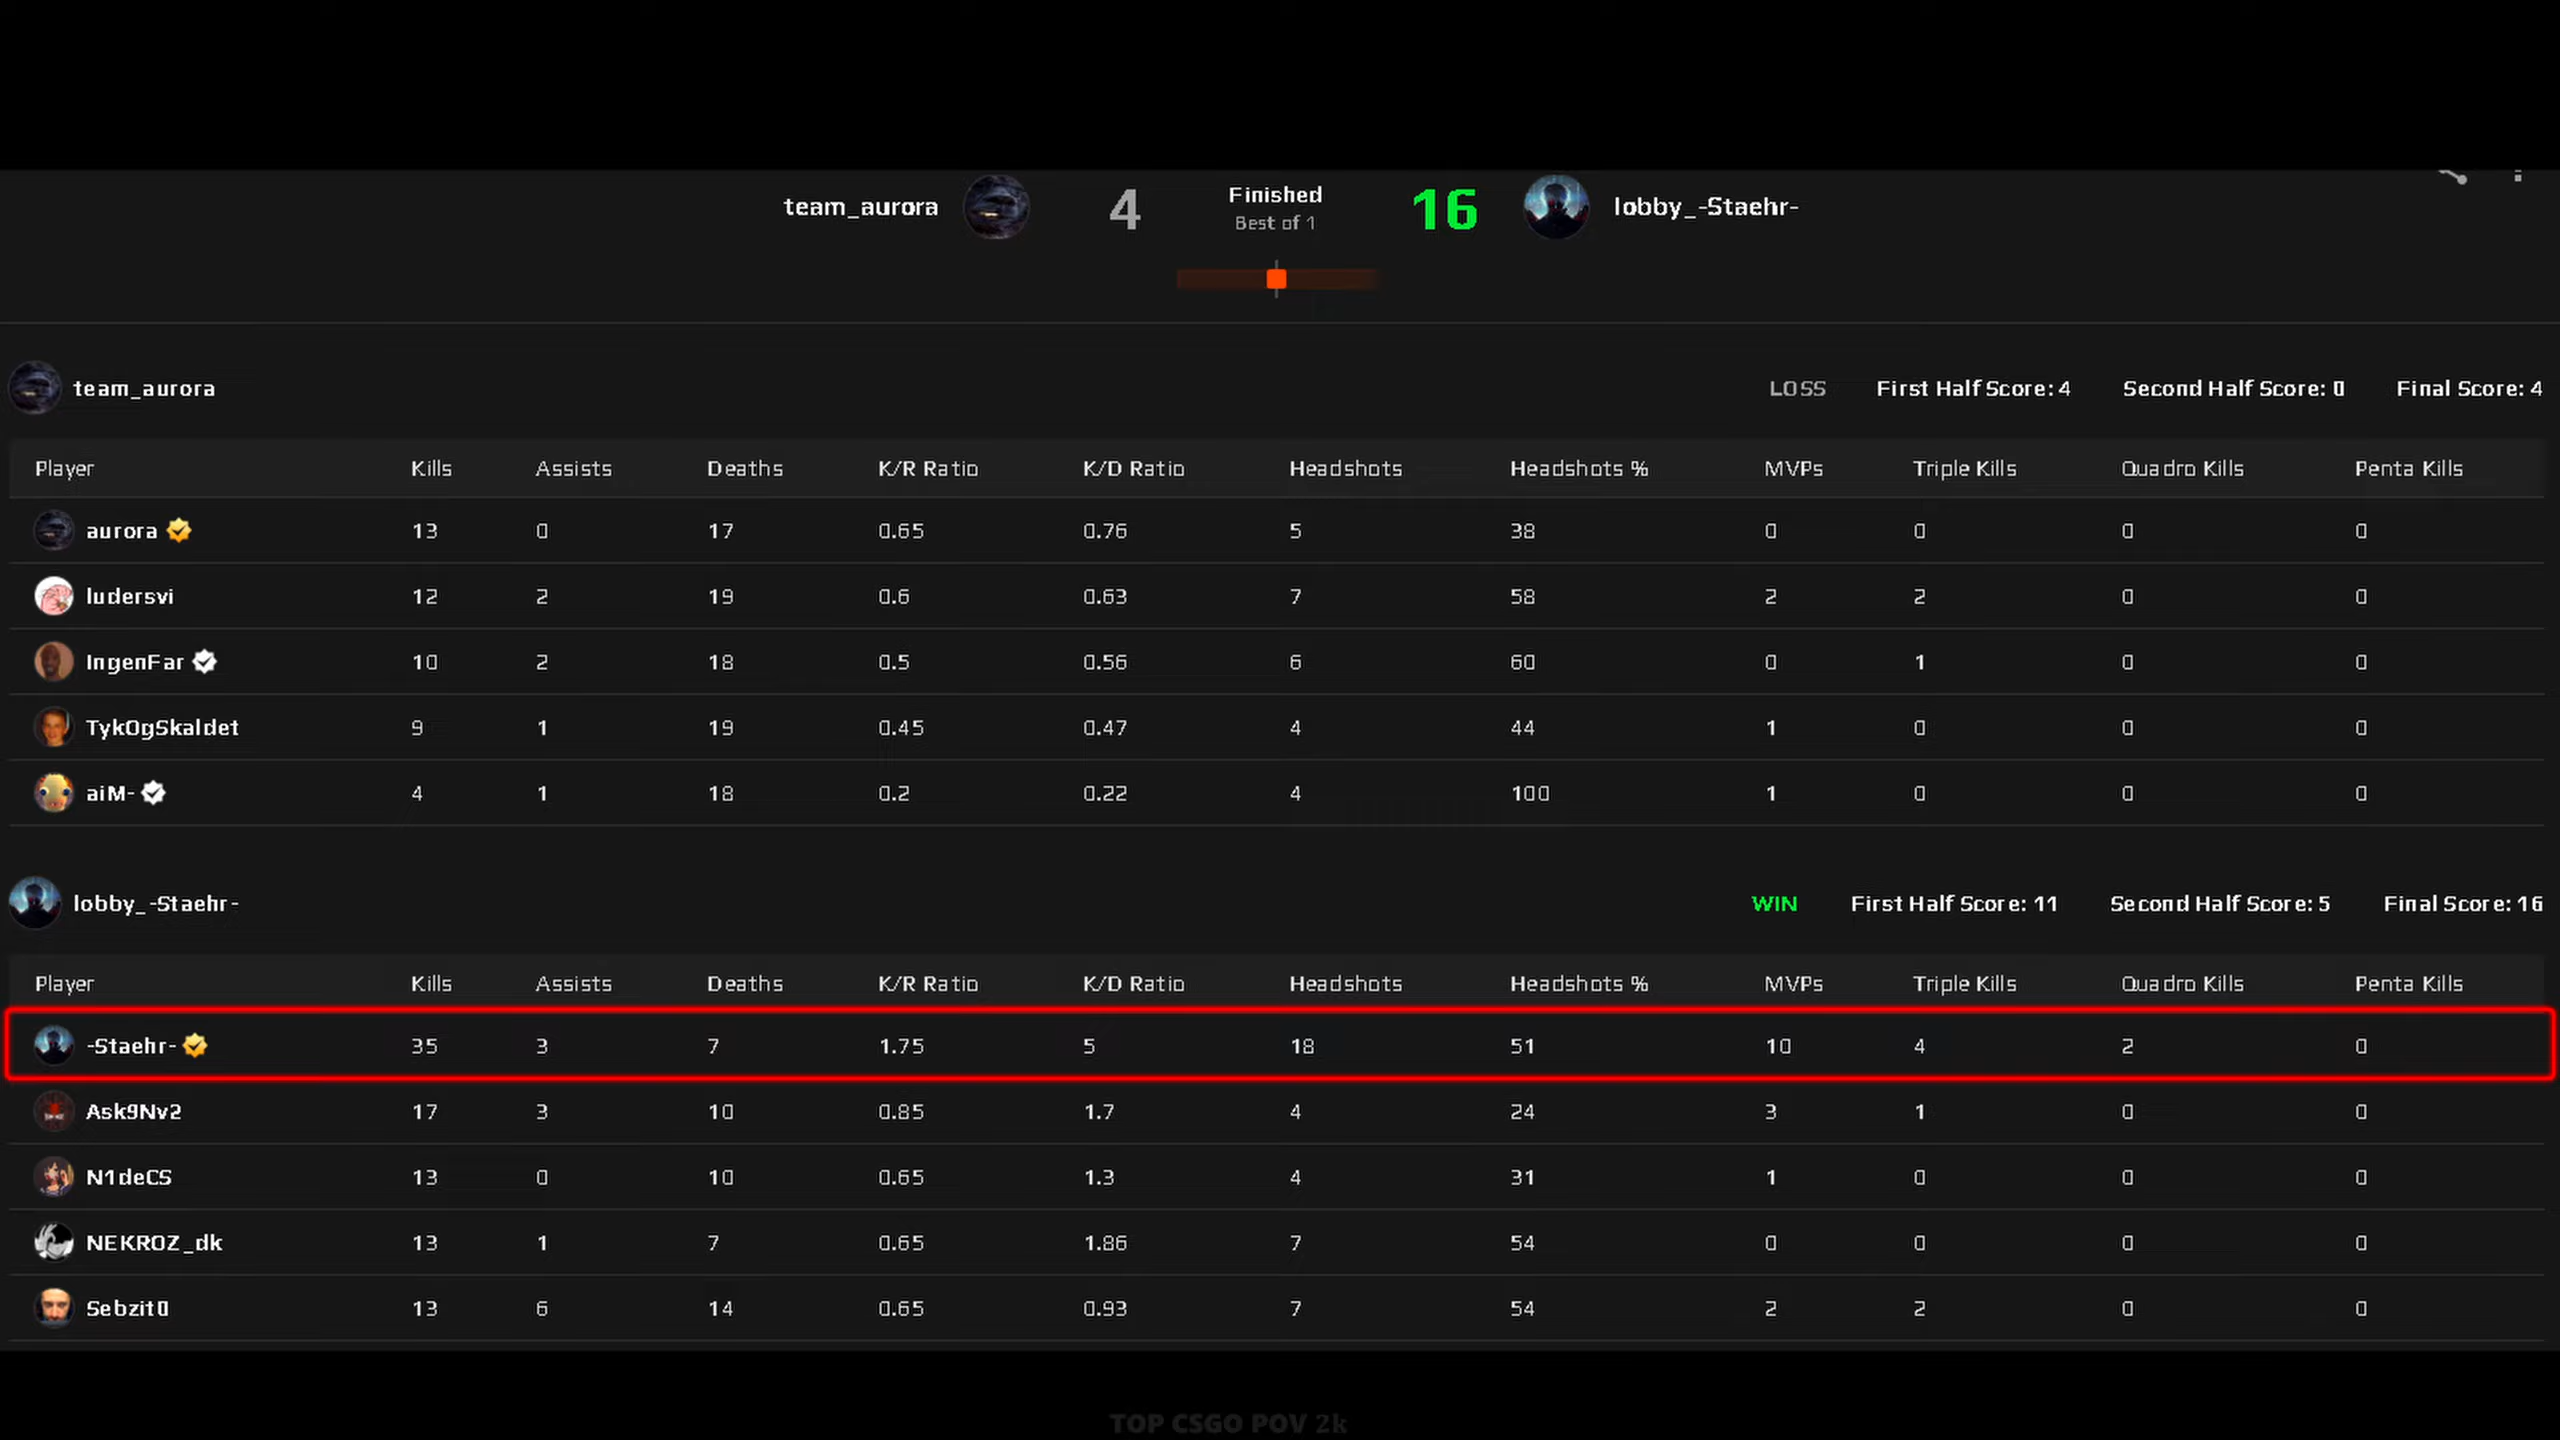 team_aurora 4 Finished 16 lobby_-Staehr-
Best of 1
team_aurora LOSS First Half Score: 4 Second Half Score: 0 Final Score: 4
Player Kills Assists Deaths K/R Ratio K/D Ratio Headshots Headshots % MVPs Triple Kills Quadro Kills Penta Kills
aurora 13 0 17 0.65 0.76 5 38 0 0 0 0
ludersvi 12 2 19 0.6 0.63 7 58 2 2 0 0
IngenFar 10 2 18 0.5 0.56 6 60 0 1 0 0
TykOgSkaldet 9 1 19 0.45 0.47 4 44 1 0 0 0
aiM- 4 1 18 0.2 0.22 4 100 1 0 0 0
lobby_-Staehr- WIN First Half Score: 11 Second Half Score: 5 Final Score: 16
Player Kills Assists Deaths K/R Ratio K/D Ratio Headshots Headshots % MVPs Triple Kills Quadro Kills Penta Kills
-Staehr- 35 3 7 1.75 5 18 51 10 4 2 0
Ask9Nv2 17 3 10 0.85 1.7 4 24 3 1 0 0
N1deCS 13 0 10 0.65 1.3 4 31 1 0 0 0
NEKROZ_dk 13 1 7 0.65 1.86 7 54 0 0 0 0
Sebzit0 13 6 14 0.65 0.93 7 54 2 2 0 0
TOP CSGO POV 2k